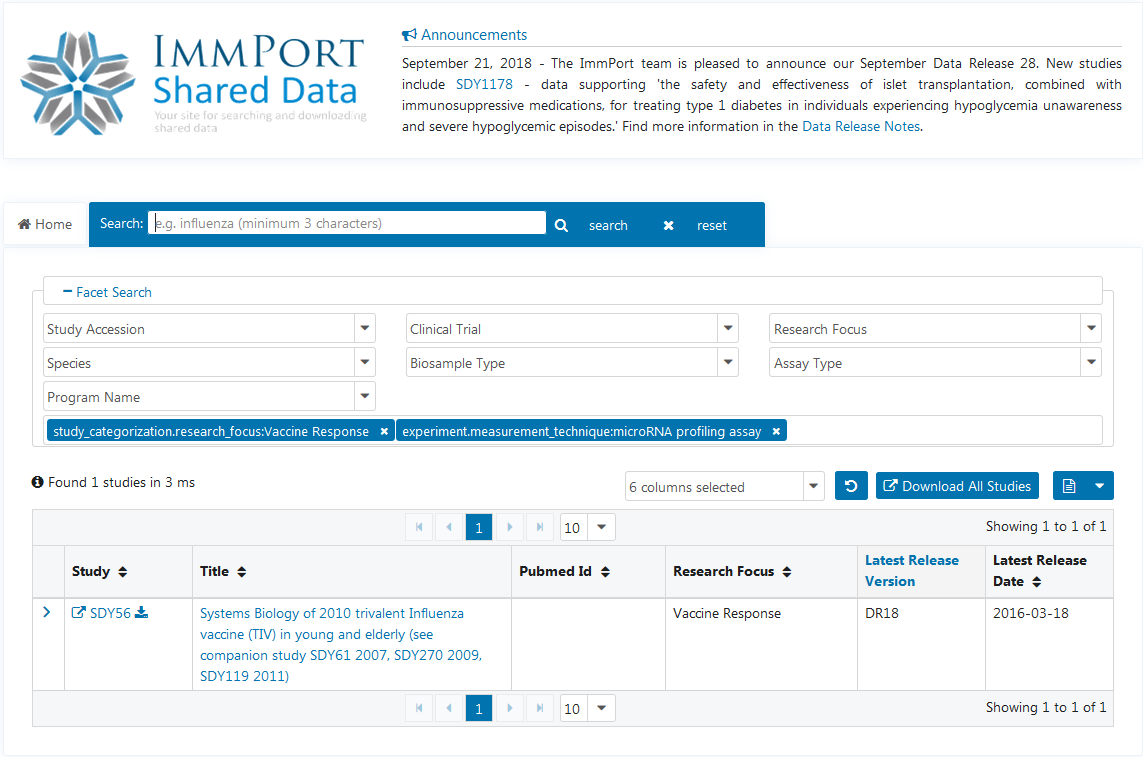 IMMPORT
Shared Data
Your site for searching and downloading
shared data
Announcements
September 21, 2018 - The ImmPort team is pleased to announce our September Data Release 28. New studies
include SDY1178 - data supporting 'the safety and effectiveness of islet transplantation, combined with
immunosuppressive medications, for treating type 1 diabetes in individuals experiencing hypoglycemia unawareness
and severe hypoglycemic episodes.' Find more information in the Data Release Notes.
Home
Search: e.g. influenza (minimum 3 characters) search reset
Facet Search
Study Accession Clinical Trial Research Focus
Species Biosample Type Assay Type
Program Name
study_categorization.research_focus:Vaccine Response experiment.measurement_technique:microRNA profiling assay
Found 1 studies in 3 ms 6 columns selected Download All Studies
1 10 Showing 1 to 1 of 1
Study Title Pubmed Id Research Focus Latest Release Version Latest Release Date
SDY56 Systems Biology of 2010 trivalent Influenza Vaccine Response DR18 2016-03-18
vaccine (TIV) in young and elderly (see
companion study SDY61 2007, SDY270 2009,
SDY119 2011)
1 10 Showing 1 to 1 of 1